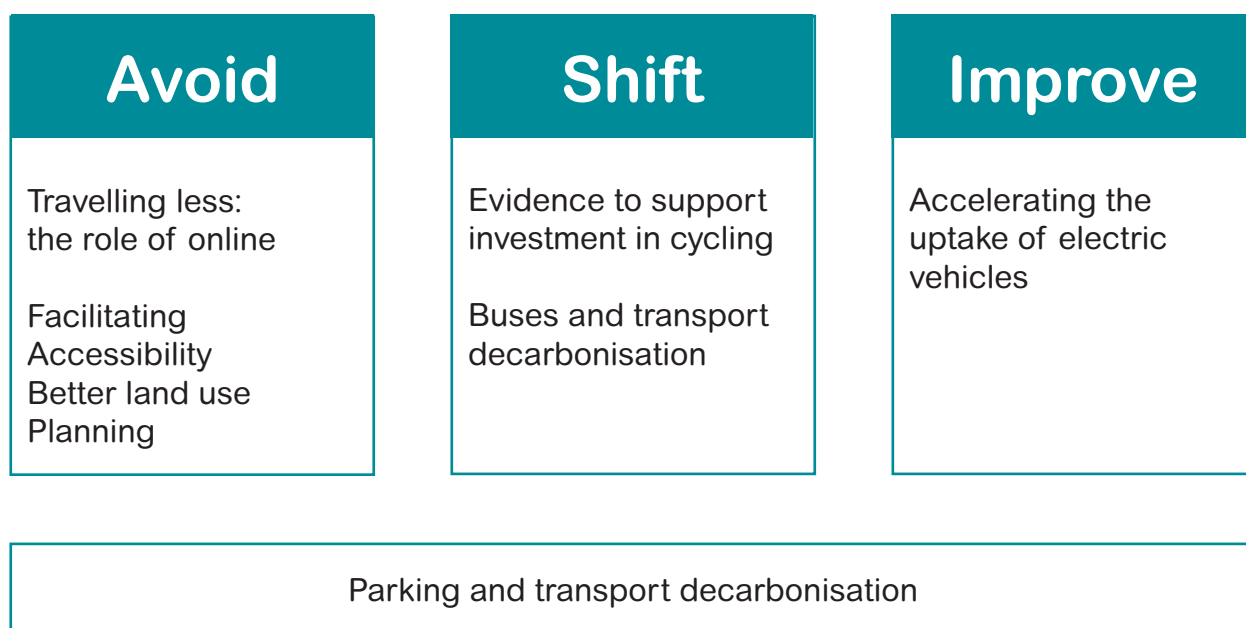 Avoid
Travelling less:
the role of online
Facilitating
Accessibility
Better land use
Planning
Shift
Evidence to support
investment in cycling
Buses and transport
decarbonisation
Improve
Accelerating the
uptake of electric
vehicles
Parking and transport decarbonisation